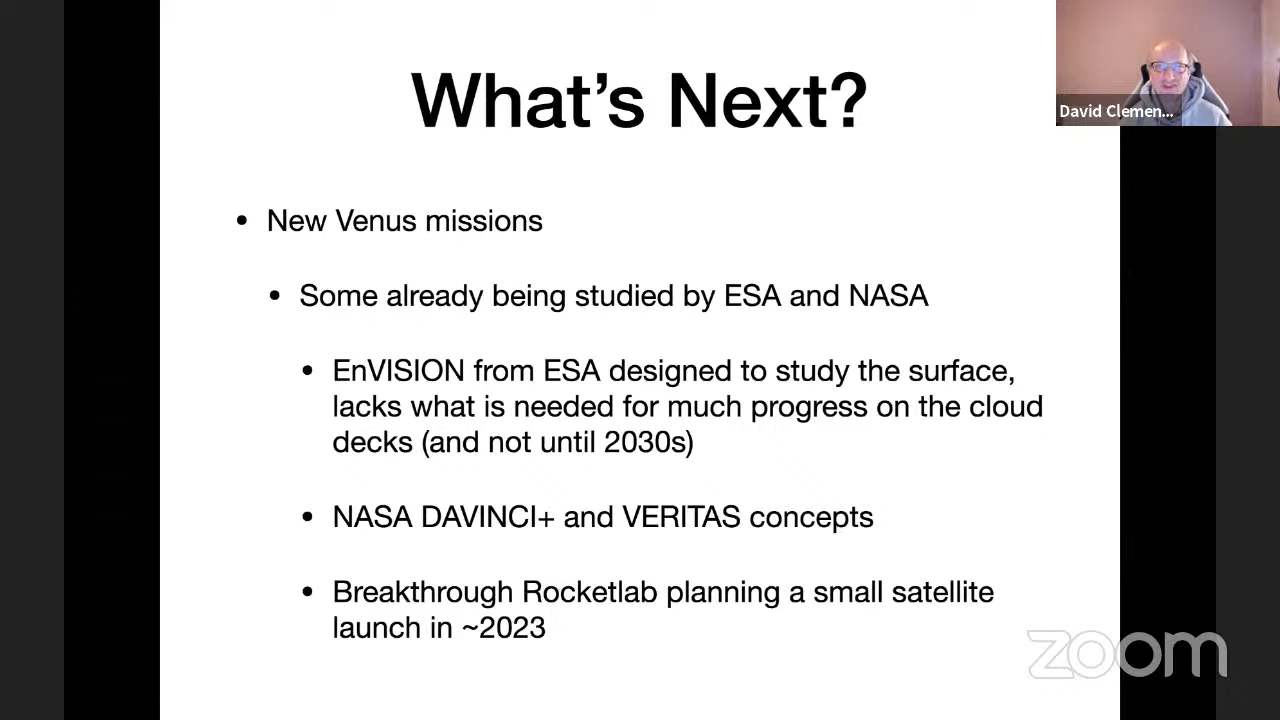 What's Next?
David Clemen...
• New Venus missions
• Some already being studied by ESA and NASA
• EnVISION from ESA designed to study the surface,
lacks what is needed for much progress on the cloud
decks (and not until 2030s)
• NASA DAVINCI+ and VERITAS concepts
• Breakthrough Rocketlab planning a small satellite
launch in ~2023
zoom